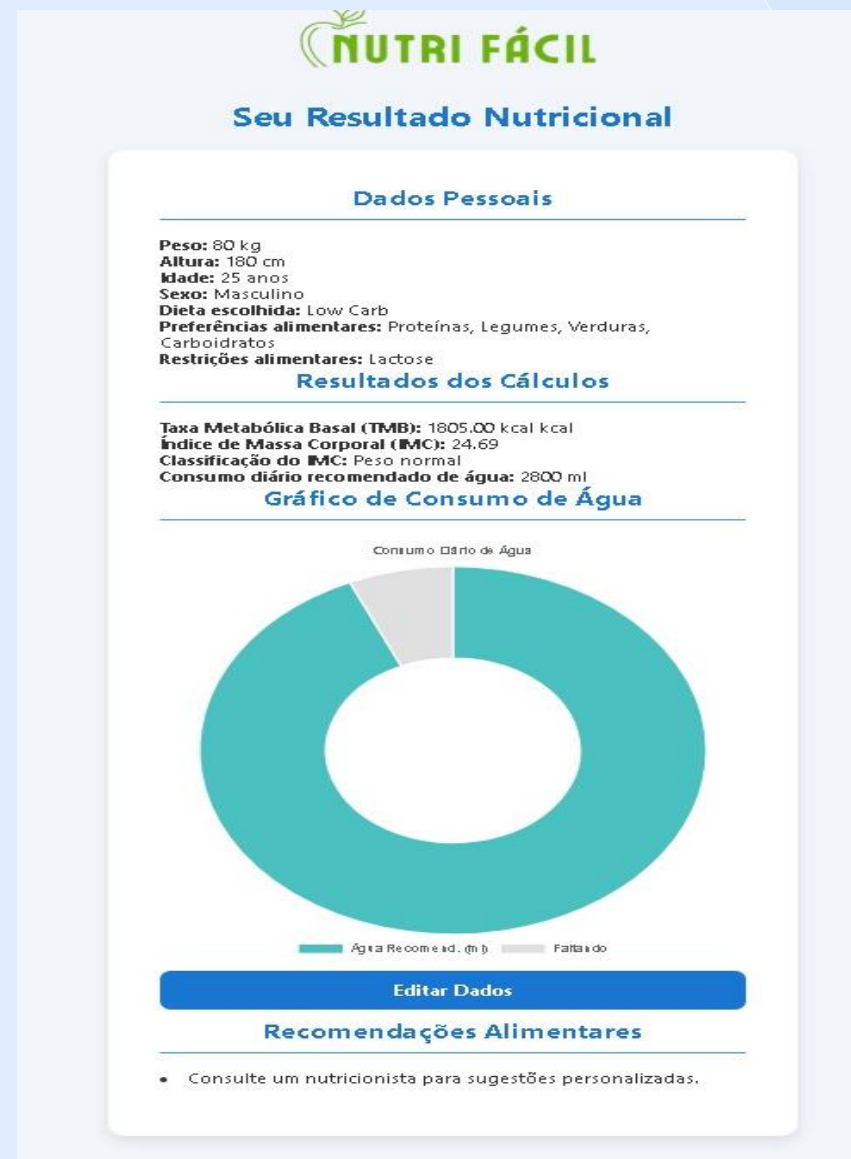 NUTRI FÁCIL
Seu Resultado Nutricional
Dados Pessoais
Peso: 80 kg
Altura: 180 cm
Idade: 25 anos
Sexo: Masculino
Dieta escolhida: Low Carb
Preferências alimentares: Proteínas, Legumes, Verduras,
Carboidratos
Restrições alimentares: Lactose
Resultados dos Cálculos
Taxa Metabólica Basal (TMB): 1805.00 kcal kcal
Índice de Massa Corporal (IMC): 24.69
Classificação do IMC: Peso normal
Consumo diário recomendado de água: 2800 ml
Gráfico de Consumo de Água
Consumo Diário de Água
Água Recomend. (ml) Faltando
Editar Dados
Recomendações Alimentares
• Consulte um nutricionista para sugestões personalizadas.